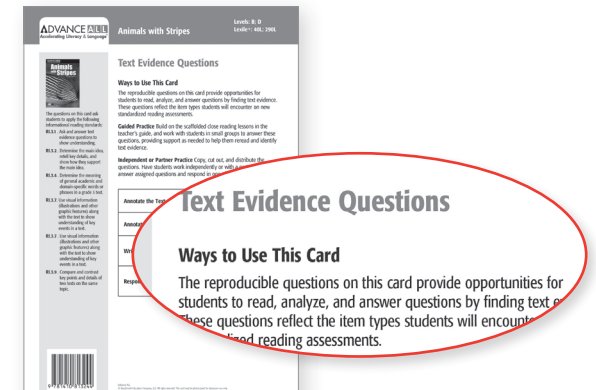 ADVANCE ALL
Accelerating Literacy & Language
Animals with Stripes
Levels: B; D
Lexile®: 40L; 290L
Animals
with Stripes
The questions on this card ask
students to apply the following
informational reading standards:
RI.3.1 Ask and answer text
evidence questions to
show understanding.
RI.3.2 Determine the main idea,
retell key details, and
show how they support
the main idea.
RI.3.4 Determine the meaning
of general academic and
domain-specific words or
phrases in a grade 3 text
RI.3.7 Use visual information
(illustrations and other
graphic features) along
with the text to show
understanding of key
events in a text.
RI.3.7 Use visual information
(illustrations and other
graphic features) along
with the text to show
understanding of key
events in a text.
RI.3.9 Compare and contrast
key points and details of
two texts on the same
topic.
Text Evidence Questions
Ways to Use This Card
The reproducible questions on this card provide opportunities for
students to read, analyze, and answer questions by finding text evidence.
These questions reflect the item types students will encounter on new
standardized reading assessments.
Guided Practice Build on the scaffolded close reading lessons in the
teacher's guide, and work with students in small groups to answer these
questions, providing support as needed to help them reread and identify
text evidence.
Independent or Partner Practice Copy, cut out, and distribute the
questions. Have students work independently or with a
answer assigned questions and respond in
Annotate the Text
Text Evidence Questions
Ways to Use This Card
The reproducible questions on this card provide opportunities for
students to read, analyze, and answer questions by finding text
These questions reflect the item types students will
reading assessments.